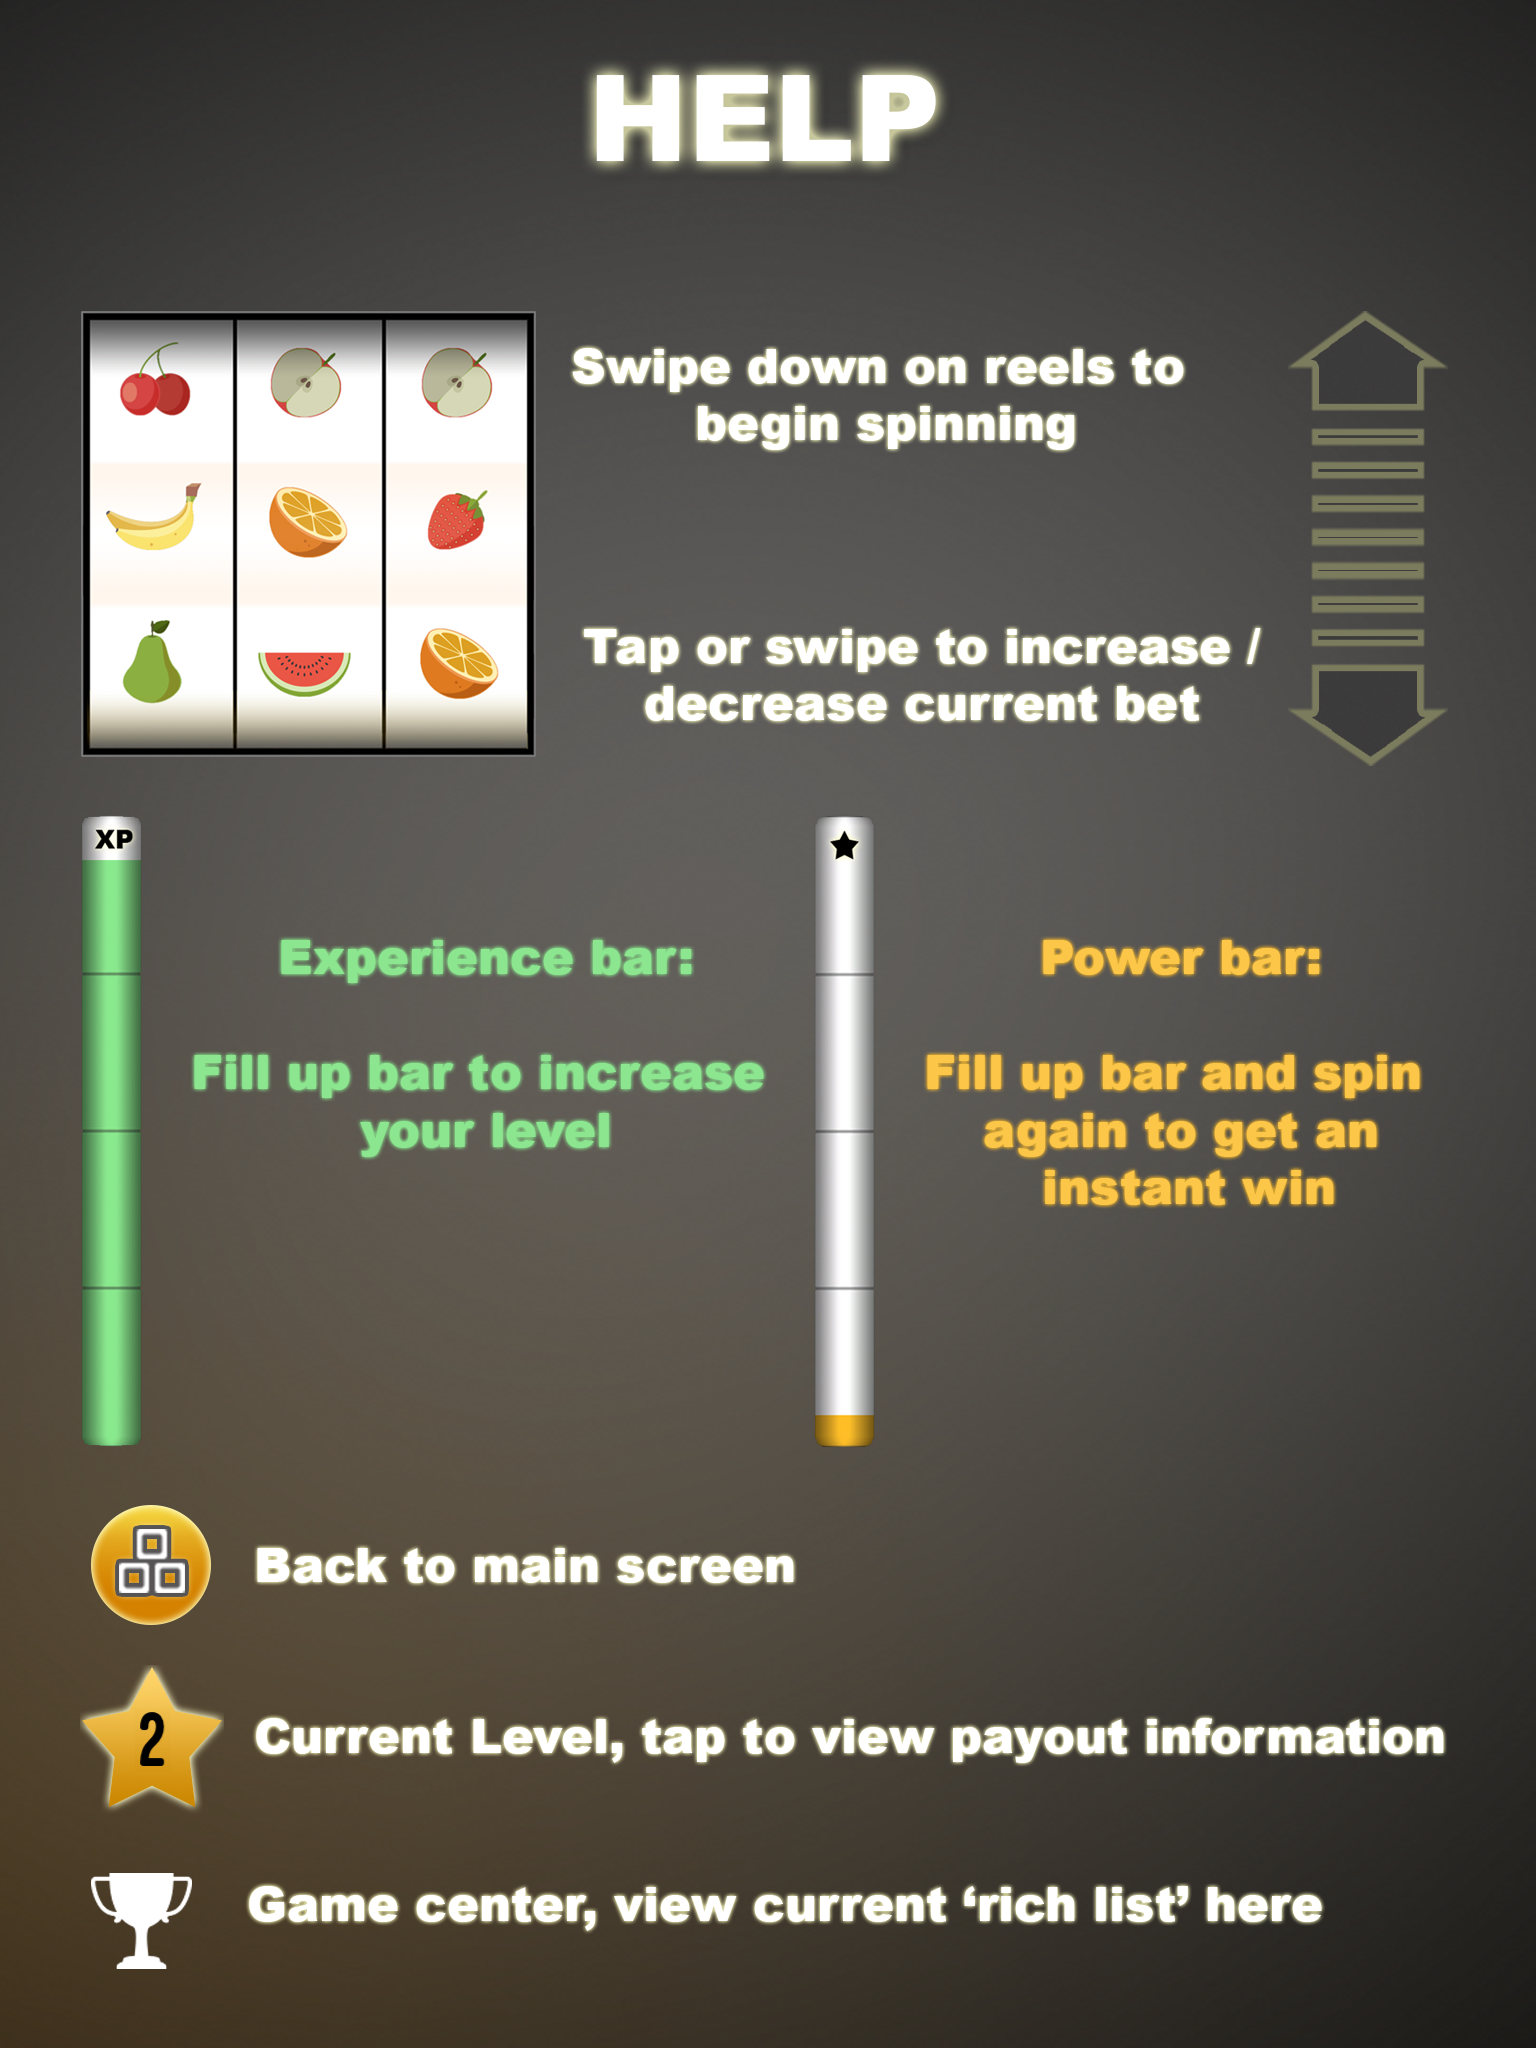 HELP
Swipe down on reels to
begin spinning
Tap or swipe to increase /
decrease current bet
XP
Experience bar:
Fill up bar to increase
your level
Power bar:
Fill up bar and spin
again to get an
instant win
Back to main screen
2
Current Level, tap to view payout information
Game center, view current ‘rich list’ here